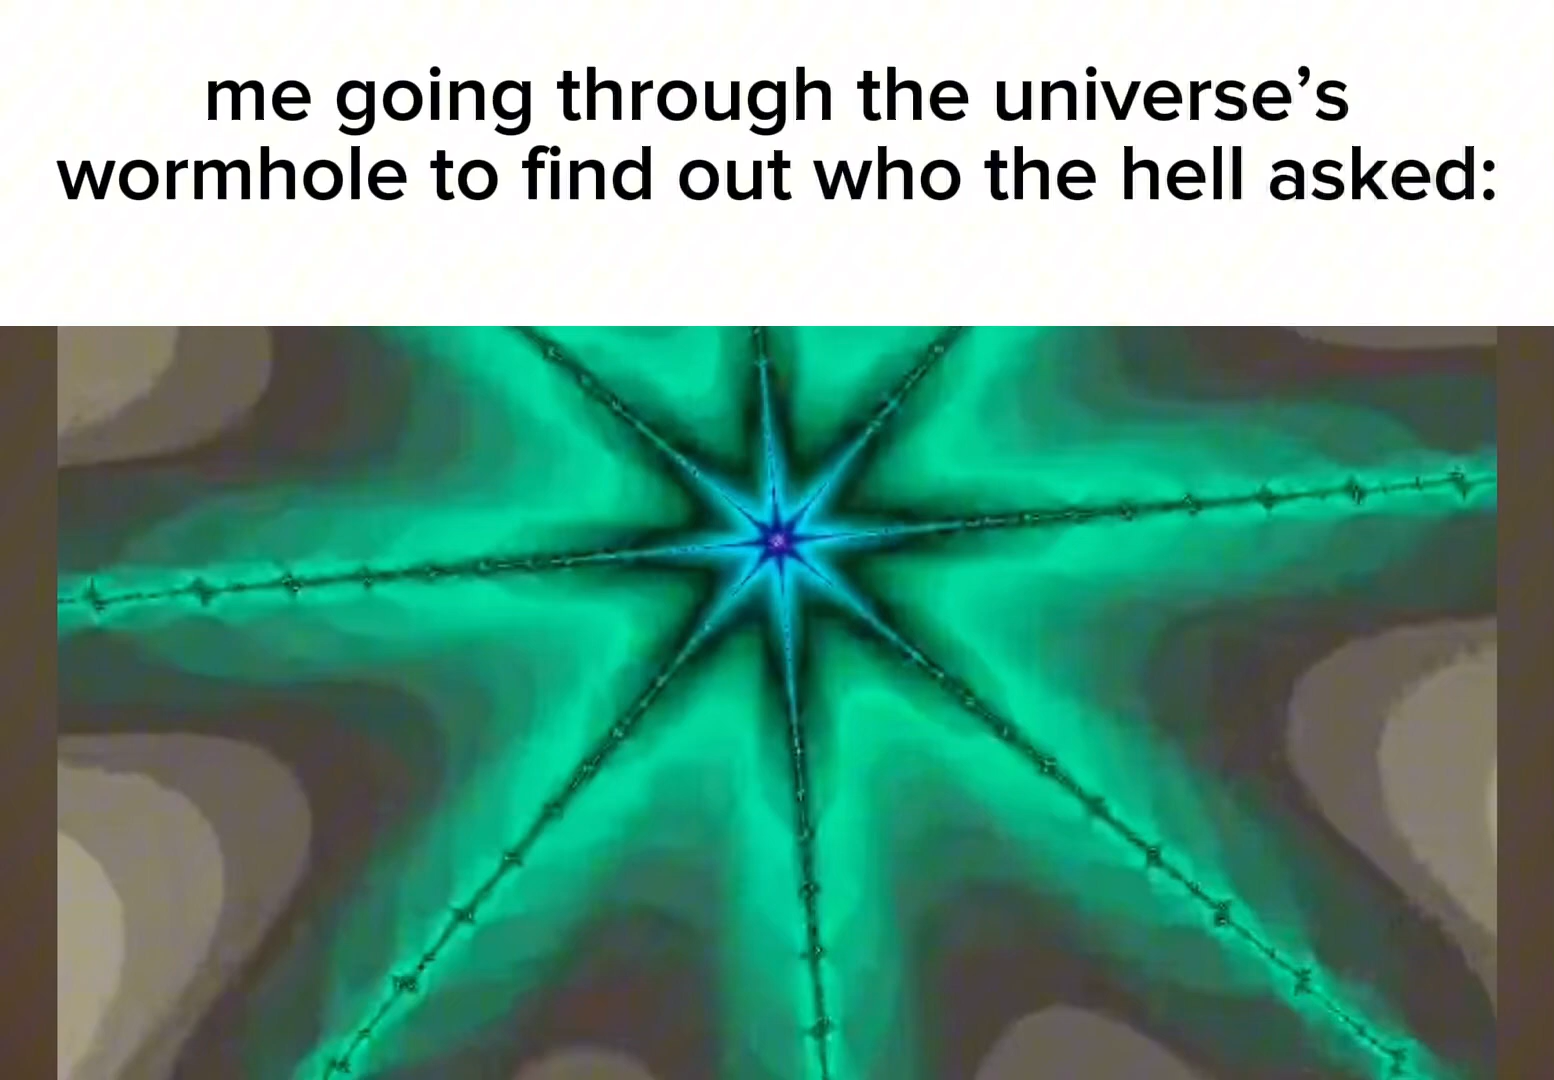 me going through the universe’s
wormhole to find out who the hell asked: